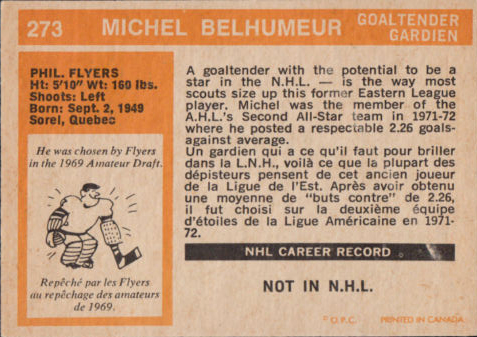 273 MICHEL BELHUMEUR
GOALTENDER
GARDIEN
PHIL. FLYERS
Ht: 5'10" Wt: 160 lbs.
Shoots: Left
Born: Sept. 2, 1949
Sorel, Quebec
He was chosen by Flyers
in the 1969 Amateur Draft.
Repêché par les Flyers
au repêchage des amateurs
de 1969.
A goaltender with the potential to be a
star in the N.H.L. — is the way most
scouts size up this former Eastern League
player. Michel was the member of the
A.H.L.'s Second All-Star team in 1971-72
where he posted a respectable 2.26 goals-
against average.
Un gardien qui a ce qu'il faut pour briller
dans la L.N.H., voilà ce que la plupart des
dépisteurs pensent de cet ancien joueur
de la Ligue de l'Est. Après avoir obtenu
une moyenne de "buts contre" de 2.26,
il fut choisi sur la deuxième équipe
d'étoiles de la Ligue Américaine en 1971-
72.
NHL CAREER RECORD
NOT IN N.H.L.
© O.P.C. PRINTED IN CANADA